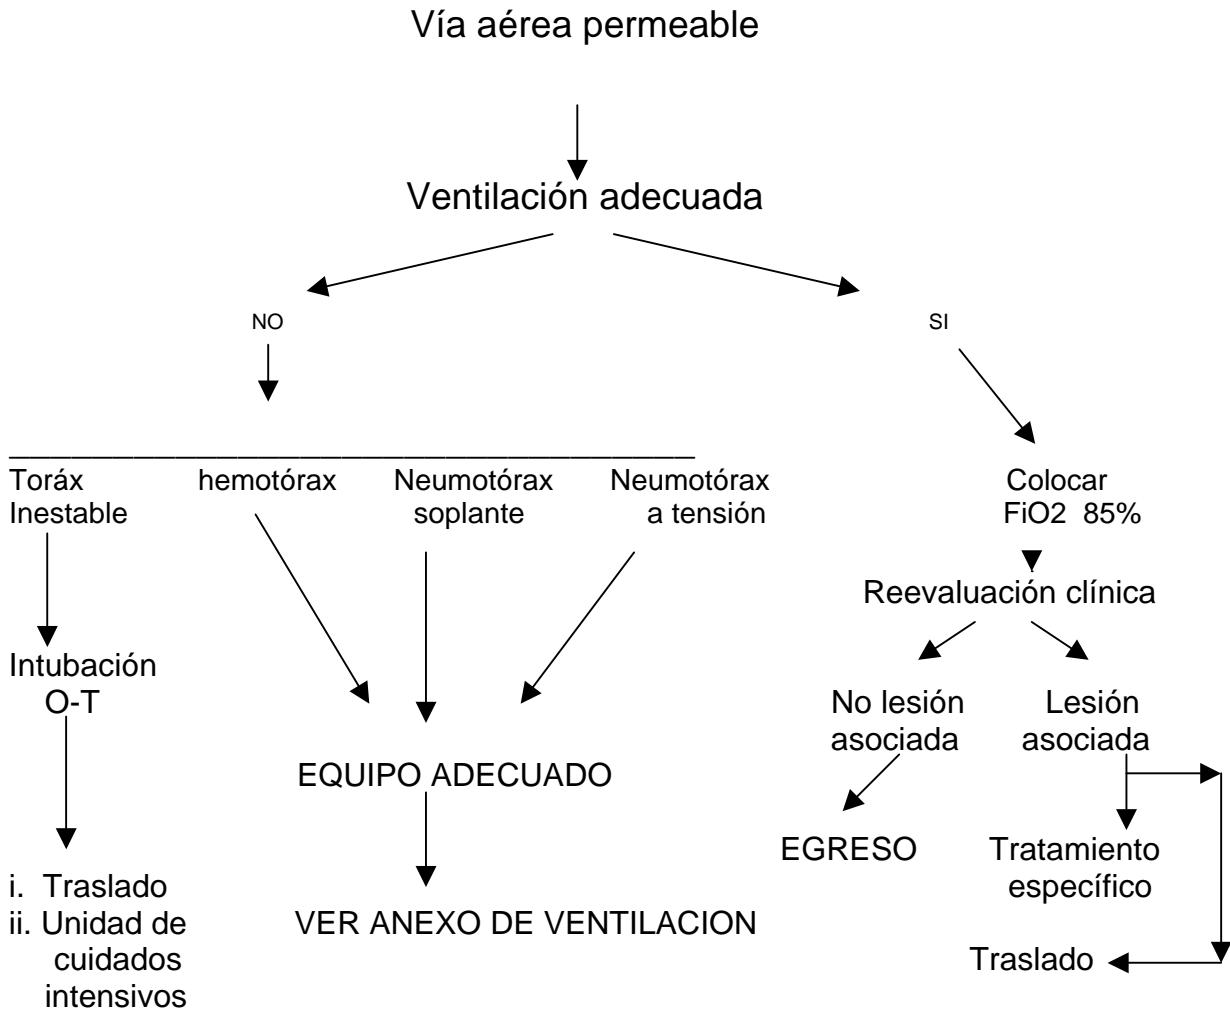 Vía aérea permeable
Ventilación adecuada
NO
SI
Toráx
Inestable
hemotórax
Neumotórax
soplante
Neumotórax
a tensión
Colocar
FiO2 85%
Reevaluación clínica
Intubación
O-T
No lesión
asociada
Lesión
asociada
EQUIPO ADECUADO
EGRESO
Tratamiento
específico
i. Traslado
ii. Unidad de
cuidados
intensivos
VER ANEXO DE VENTILACION
Traslado